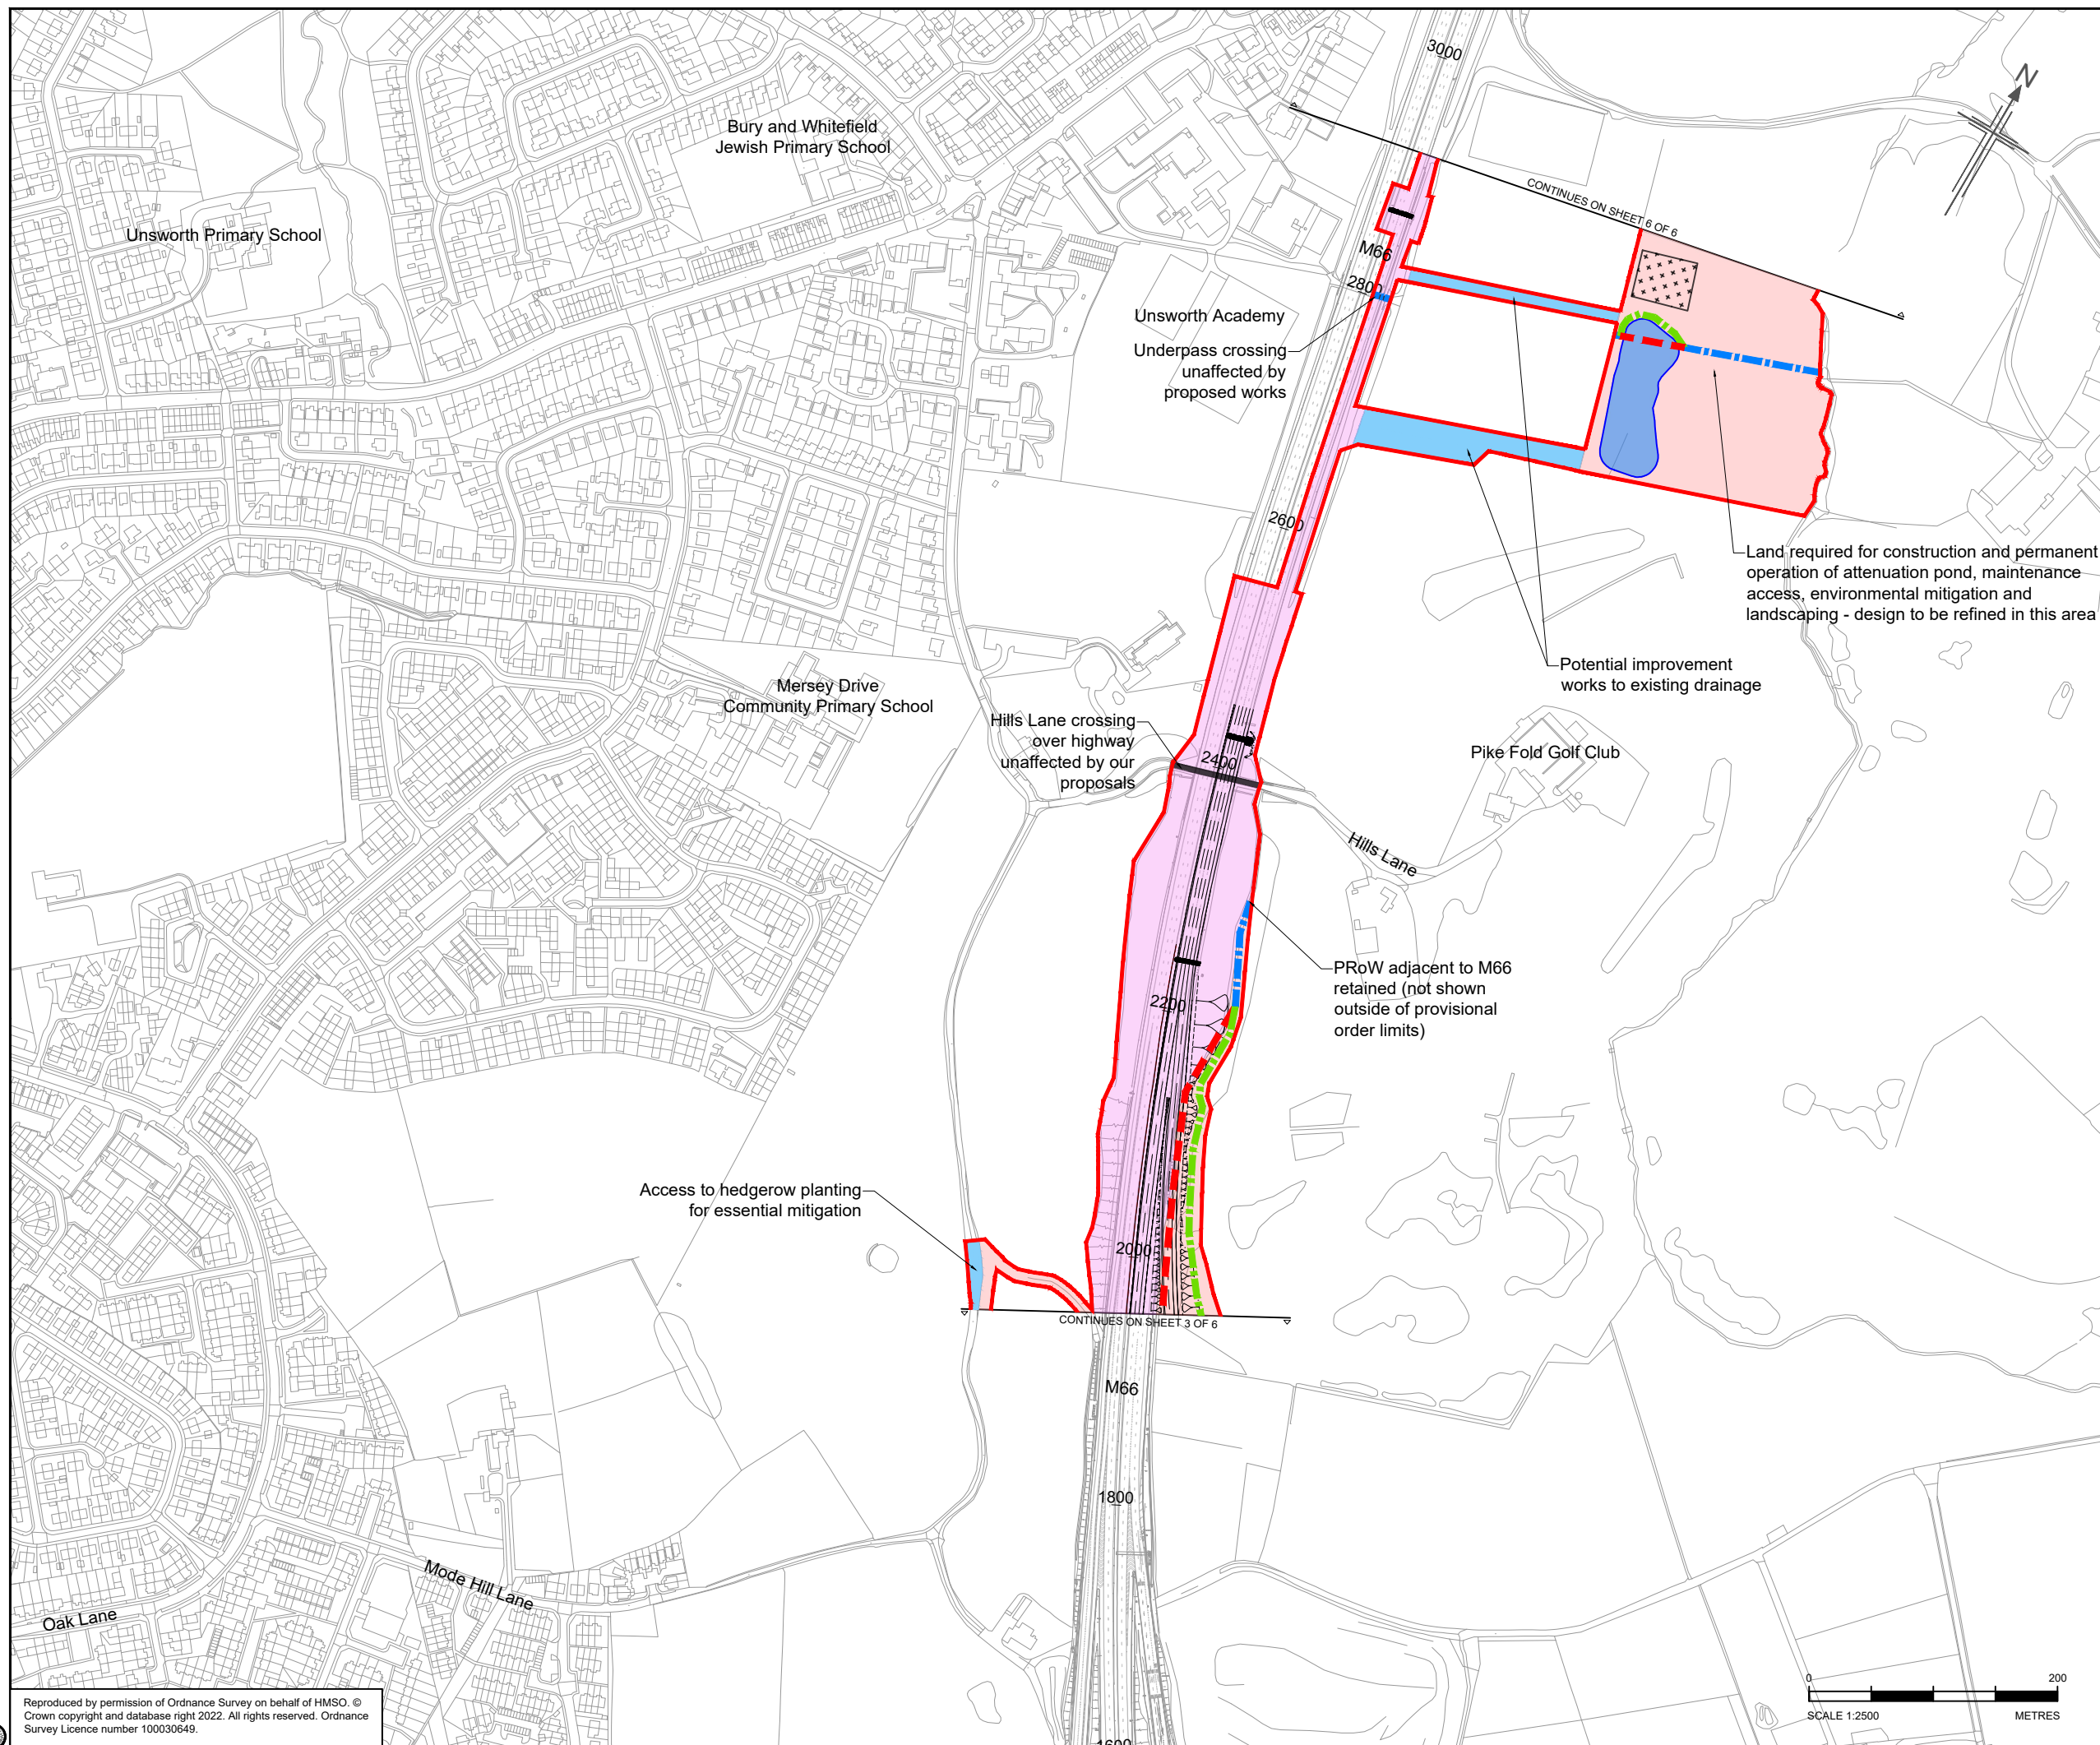 3000
N
Bury and Whitefield
Jewish Primary School
CONTINUES ON SHEET 6 OF 6
Unsworth Primary School
M66
2800
Unsworth Academy
Underpass crossing
unaffected by
proposed works
2600
Land required for construction and permanent
operation of attenuation pond, maintenance
access, environmental mitigation and
landscaping - design to be refined in this area
Potential improvement
works to existing drainage
Mersey Drive
Community Primary School
Hills Lane crossing
over highway
unaffected by our
proposals
2400
Pike Fold Golf Club
Hills Lane
PRoW adjacent to M66
retained (not shown
outside of provisional
order limits)
2200
Access to hedgerow planting
for essential mitigation
2000
CONTINUES ON SHEET 3 OF 6
M66
1800
Mode Hill Lane
Oak Lane
0 200
SCALE 1:2500 METRES
Reproduced by permission of Ordnance Survey on behalf of HMSO. ©
Crown copyright and database right 2022. All rights reserved. Ordnance
Survey Licence number 100030649.
1600